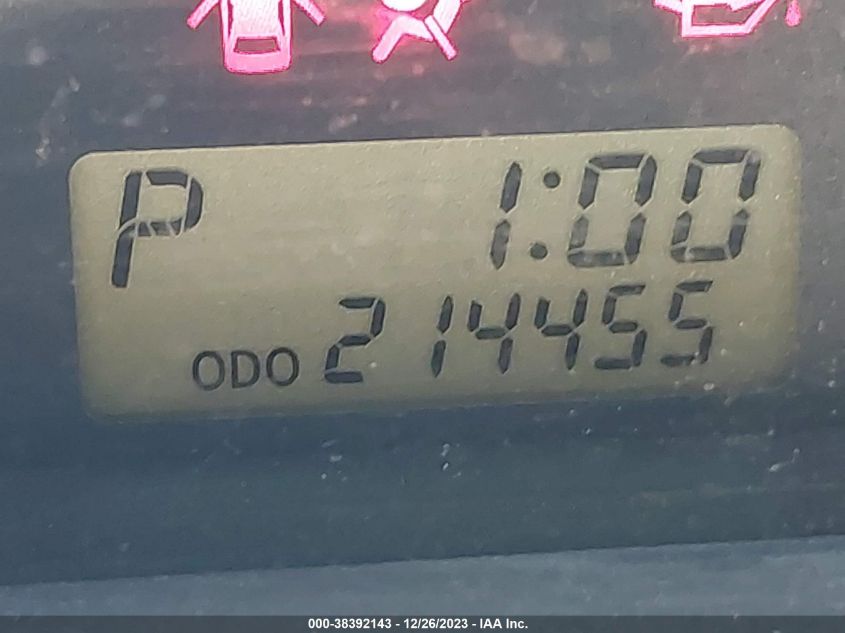 P 1:00
ODO 214455
000-38392143 - 12/26/2023 - IAA Inc.